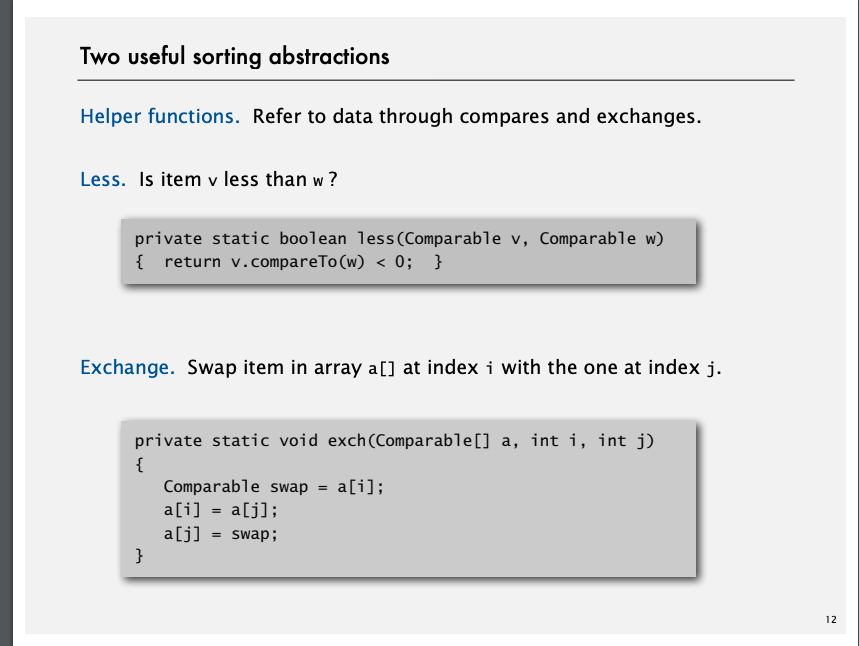 Two useful sorting abstractions
Helper functions. Refer to data through compares and exchanges.
Less. Is item v less than w ?
private static boolean less(Comparable v, Comparable w)
{  return v.compareTo(w) < 0;  }
Exchange. Swap item in array a[] at index i with the one at index j.
private static void exch(Comparable[] a, int i, int j)
{
   Comparable swap = a[i];
   a[i] = a[j];
   a[j] = swap;
}
12